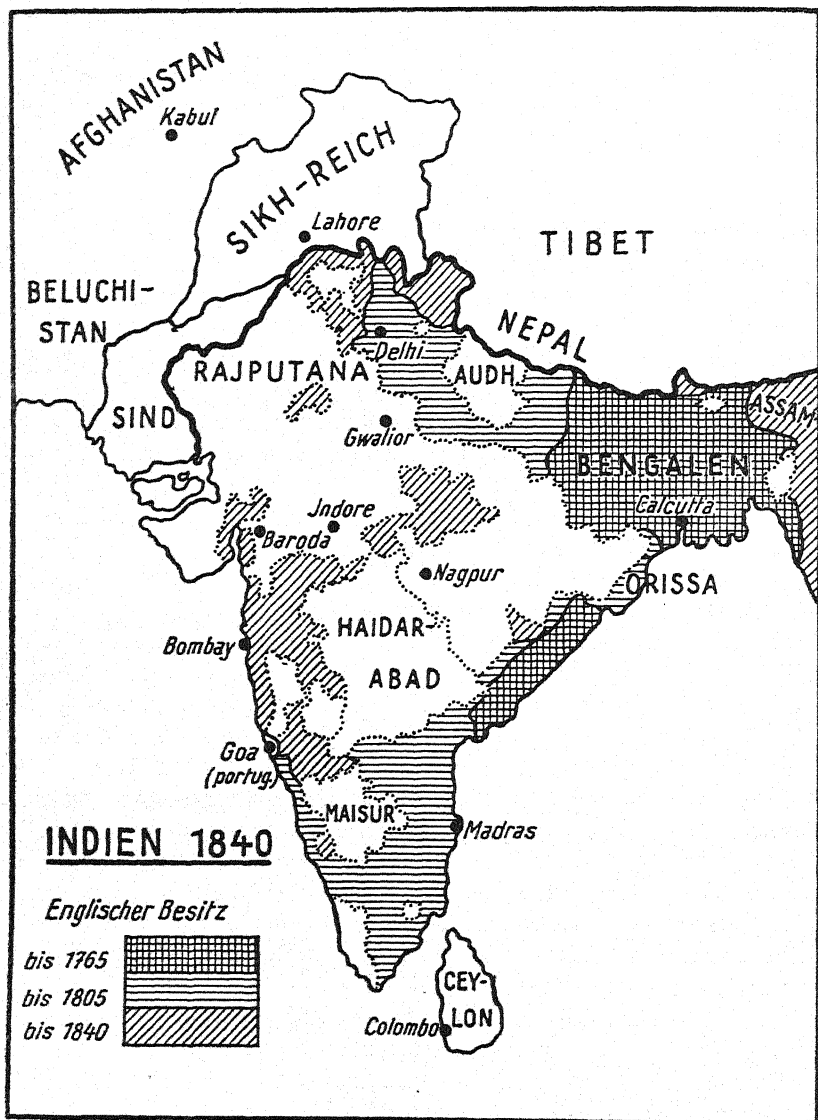 AFGHANISTAN
Kabul
SIKH-REICH
Lahore
TIBET
BELUCHI-
STAN
NEPAL
Delhi
RAJPUTANA
AUDH
ASSAM
SIND
Gwalior
BENGALEN
Calcutta
Jndore
Baroda
Nagpur
ORISSA
HAIDAR-
ABAD
Bombay
Goa
(portug.)
MAISUR
Madras
INDIEN 1840
Englischer Besitz
bis 1765
bis 1805
bis 1840
CEY-
LON
Colombo